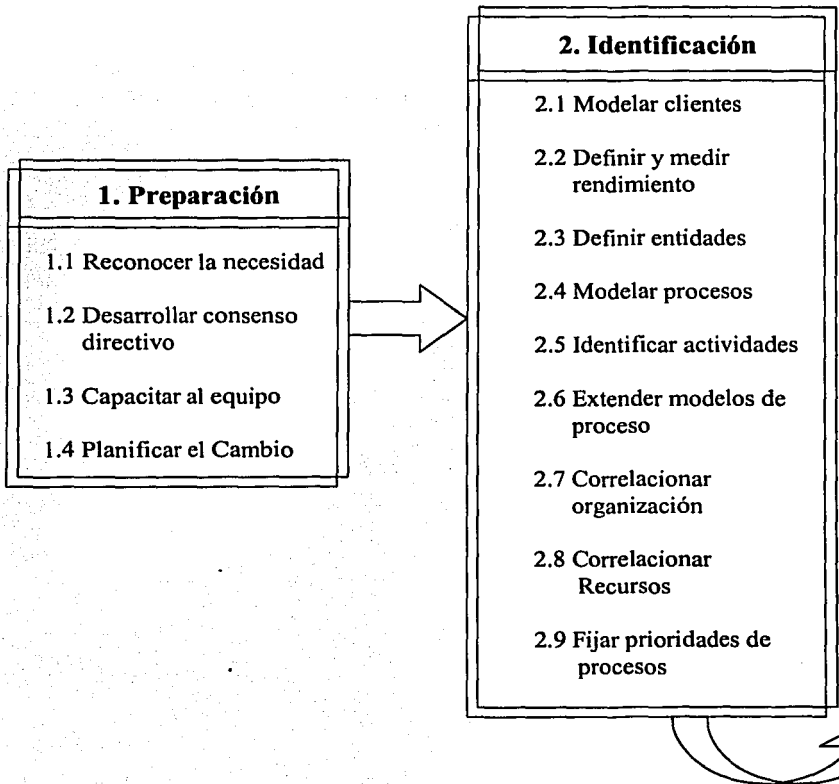 1. Preparación
1.1 Reconocer la necesidad
1.2 Desarrollar consenso
directivo
1.3 Capacitar al equipo
1.4 Planificar el Cambio
2. Identificación
2.1 Modelar clientes
2.2 Definir y medir
rendimiento
2.3 Definir entidades
2.4 Modelar procesos
2.5 Identificar actividades
2.6 Extender modelos de
proceso
2.7 Correlacionar
organización
2.8 Correlacionar
Recursos
2.9 Fijar prioridades de
procesos